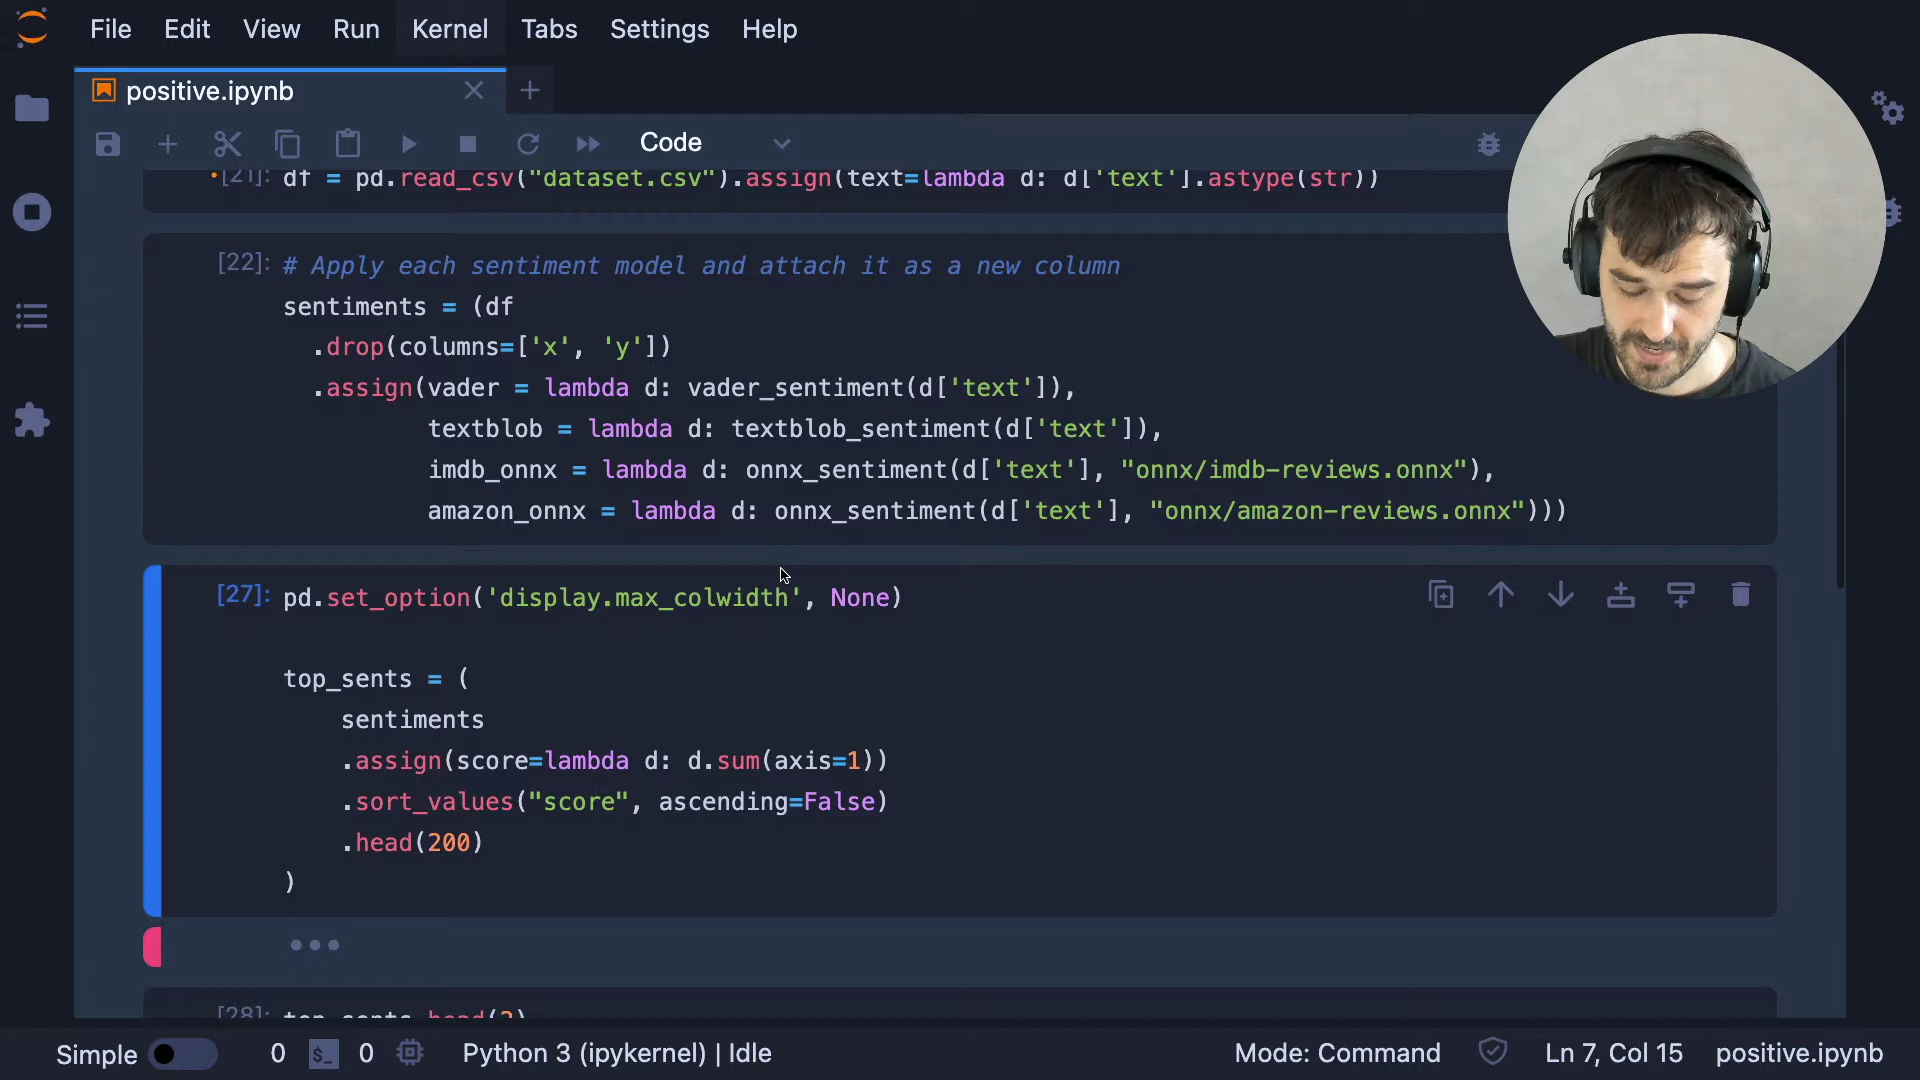 File Edit View Run Kernel Tabs Settings Help
positive.ipynb
Code
[21]: df = pd.read_csv("dataset.csv").assign(text=lambda d: d['text'].astype(str))
[22]: # Apply each sentiment model and attach it as a new column
sentiments = (df
.drop(columns=['x', 'y'])
.assign(vader = lambda d: vader_sentiment(d['text']),
textblob = lambda d: textblob_sentiment(d['text']),
imdb_onnx = lambda d: onnx_sentiment(d['text'], "onnx/imdb-reviews.onnx"),
amazon_onnx = lambda d: onnx_sentiment(d['text'], "onnx/amazon-reviews.onnx")))
[27]: pd.set_option('display.max_colwidth', None)
top_sents = (
sentiments
.assign(score=lambda d: d.sum(axis=1))
.sort_values("score", ascending=False)
.head(200)
)
[28]: top_sents.head(2)
Simple 0 $_ 0 Python 3 (ipykernel) | Idle Mode: Command Ln 7, Col 15 positive.ipynb